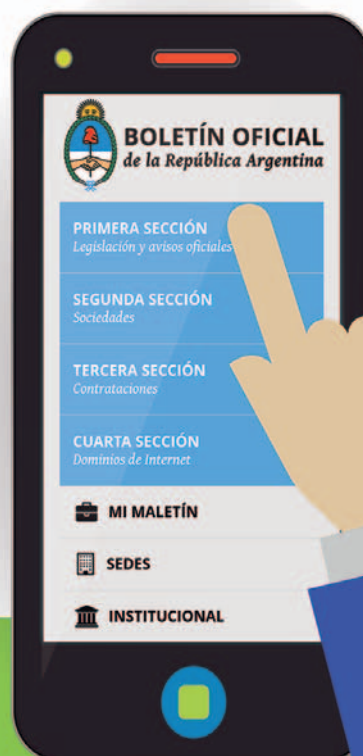 BOLETÍN OFICIAL
de la República Argentina
PRIMERA SECCIÓN
Legislación y avisos oficiales
SEGUNDA SECCIÓN
Sociedades
TERCERA SECCIÓN
Contrataciones
CUARTA SECCIÓN
Dominios de Internet
MI MALETÍN
SEDES
INSTITUCIONAL